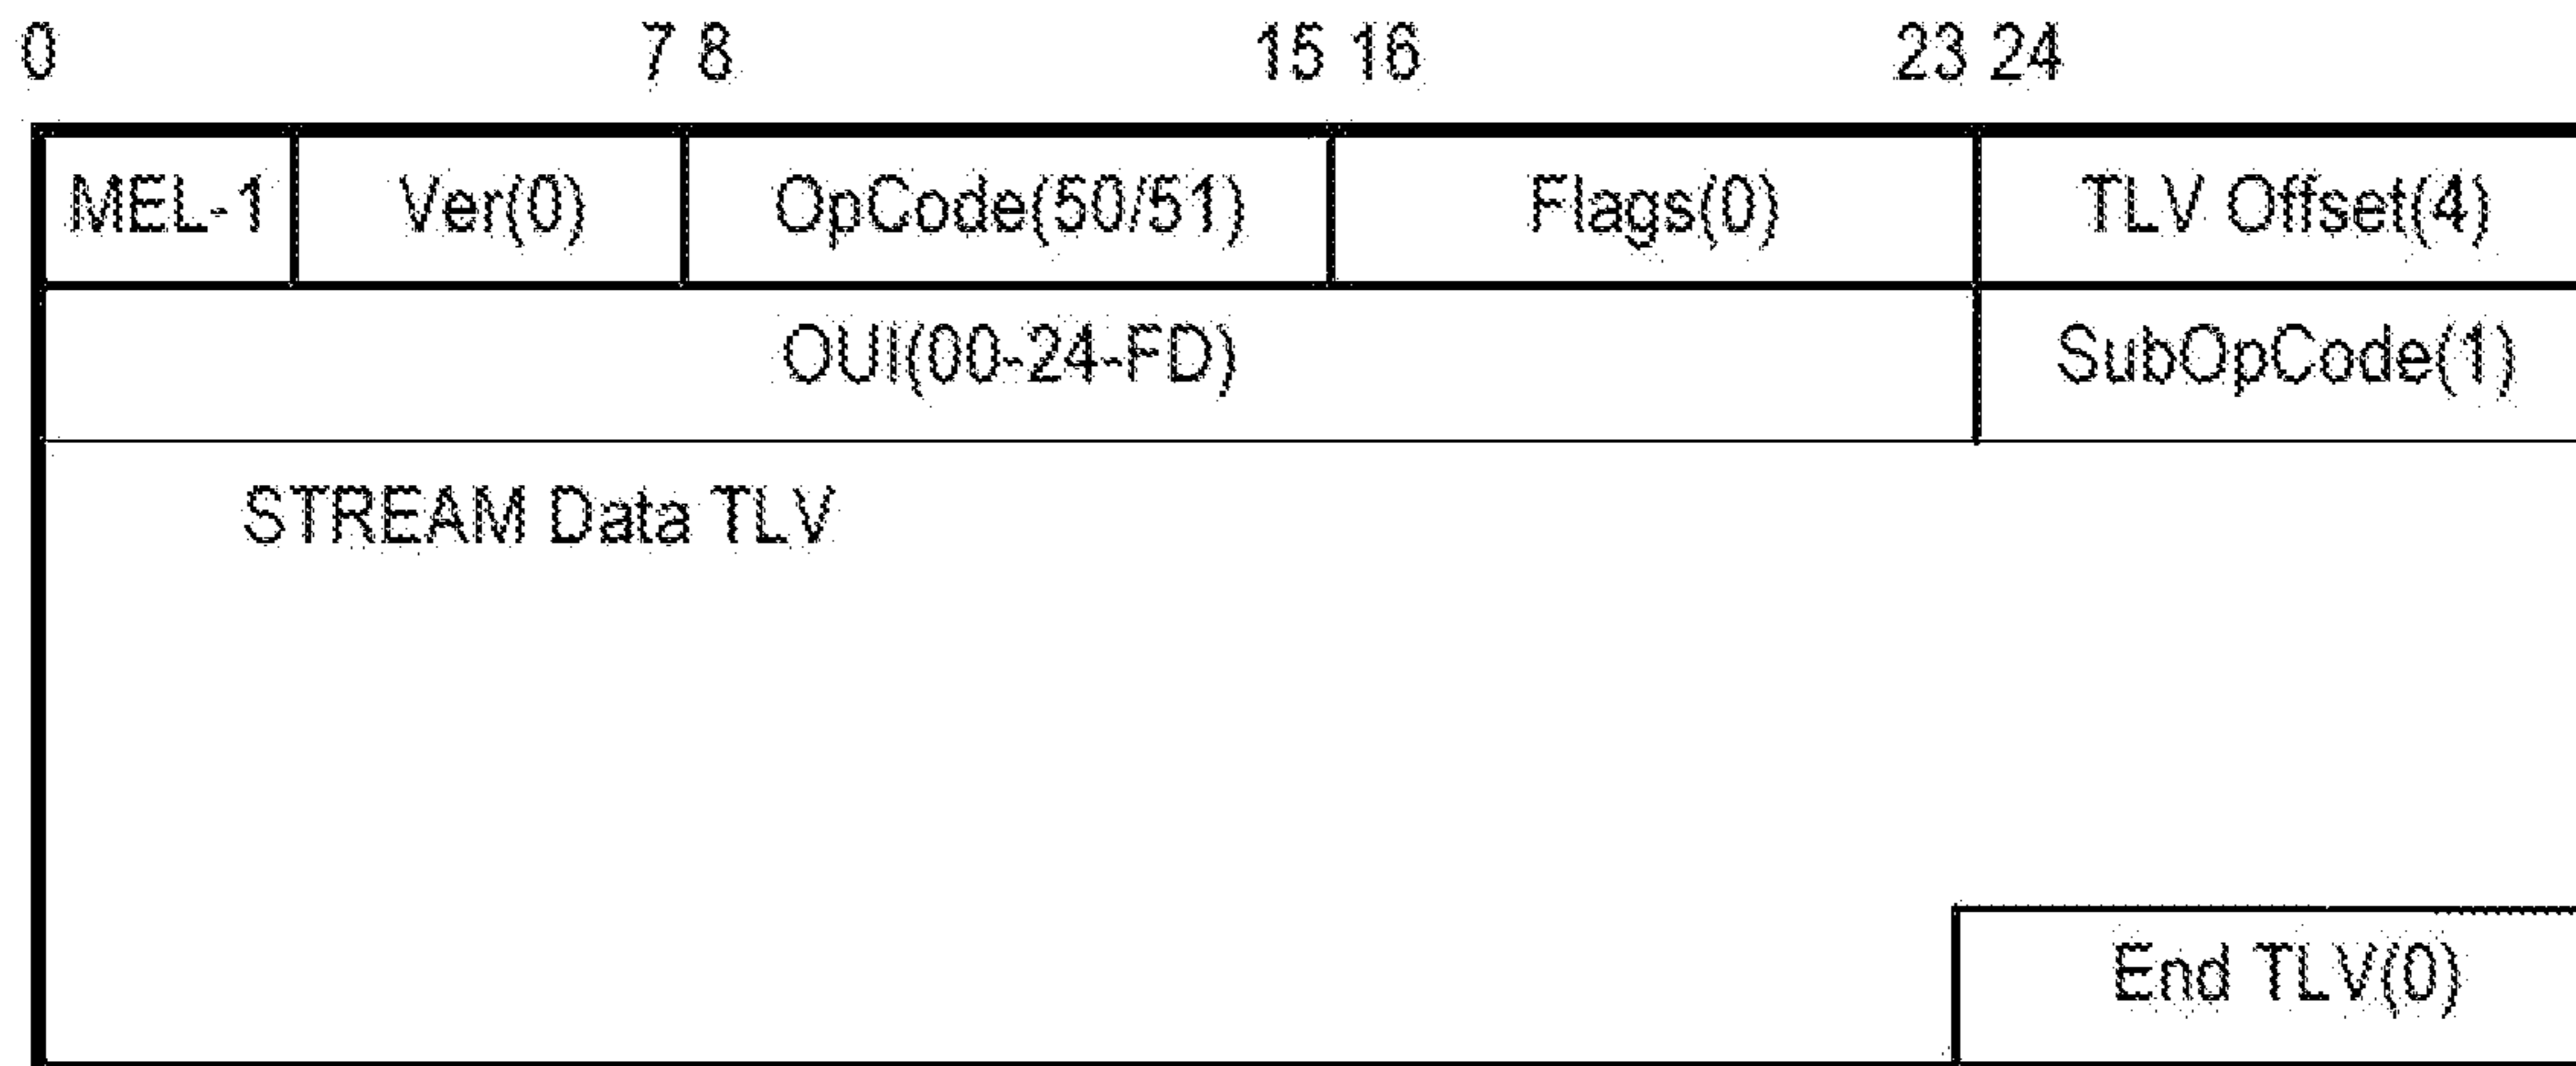 0 7 8 15 16 23 24
MEL-1 Ver(0) OpCode(50/51) Flags(0) TLV Offset(4)
OUI(00-24-FD) SubOpCode(1)
STREAM Data TLV
End TLV(0)